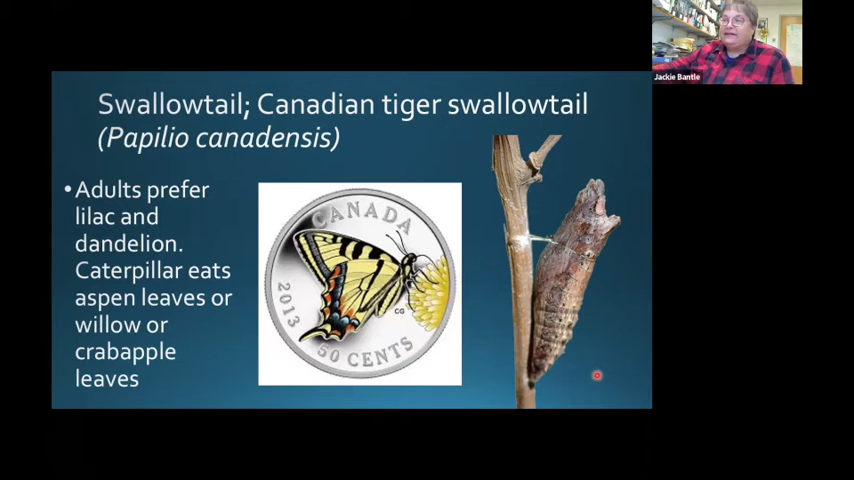 Jackie Bantle
Swallowtail; Canadian tiger swallowtail
(Papilio canadensis)
•Adults prefer
lilac and
dandelion.
Caterpillar eats
aspen leaves or
willow or
crabapple
leaves
CANADA
2013
CG
50 CENTS